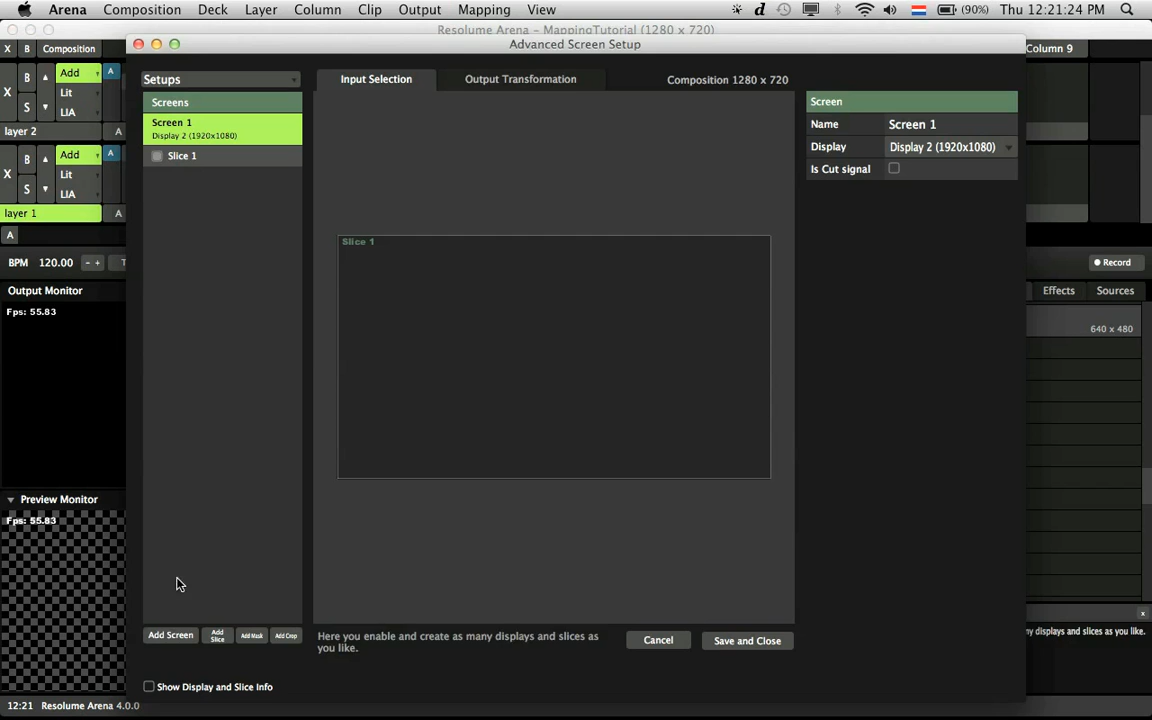 Arena Composition Deck Layer Column Clip Output Mapping View (90%) Thu 12:21:24 PM
Resolume Arena - MappingTutorial (1280 x 720)
Advanced Screen Setup
X B Composition Column 9
Setups Input Selection Output Transformation Composition 1280 x 720
B Add A
X Lit
S LIA
layer 2 A
Screens
Screen 1
Display 2 (1920x1080)
Slice 1
Screen
Name Screen 1
Display Display 2 (1920x1080)
Is Cut signal
B Add A
X Lit
S LIA
layer 1 A
A
Slice 1
BPM 120.00 - + T Record
Output Monitor Effects Sources
Fps: 55.83
640 x 480
Preview Monitor
Fps: 55.83
Add Screen Add Slice Add Mask Add Crop
Here you enable and create as many displays and slices as
you like.
Cancel Save and Close
x
ny displays and slices as you like.
Show Display and Slice Info
12:21 Resolume Arena 4.0.0